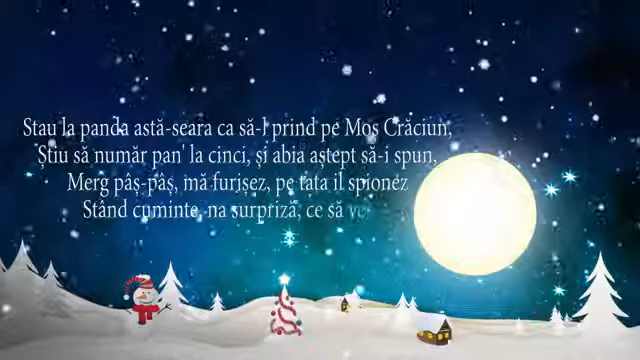 Stau la panda astă-seara ca să-l prind pe Moș Crăciun,
Știu să număr pan' la cinci, și abia aștept să-i spun,
Merg pâș-pâș, mă furișez, pe tata il spionez
Stând cuminte, na surpriză, ce să